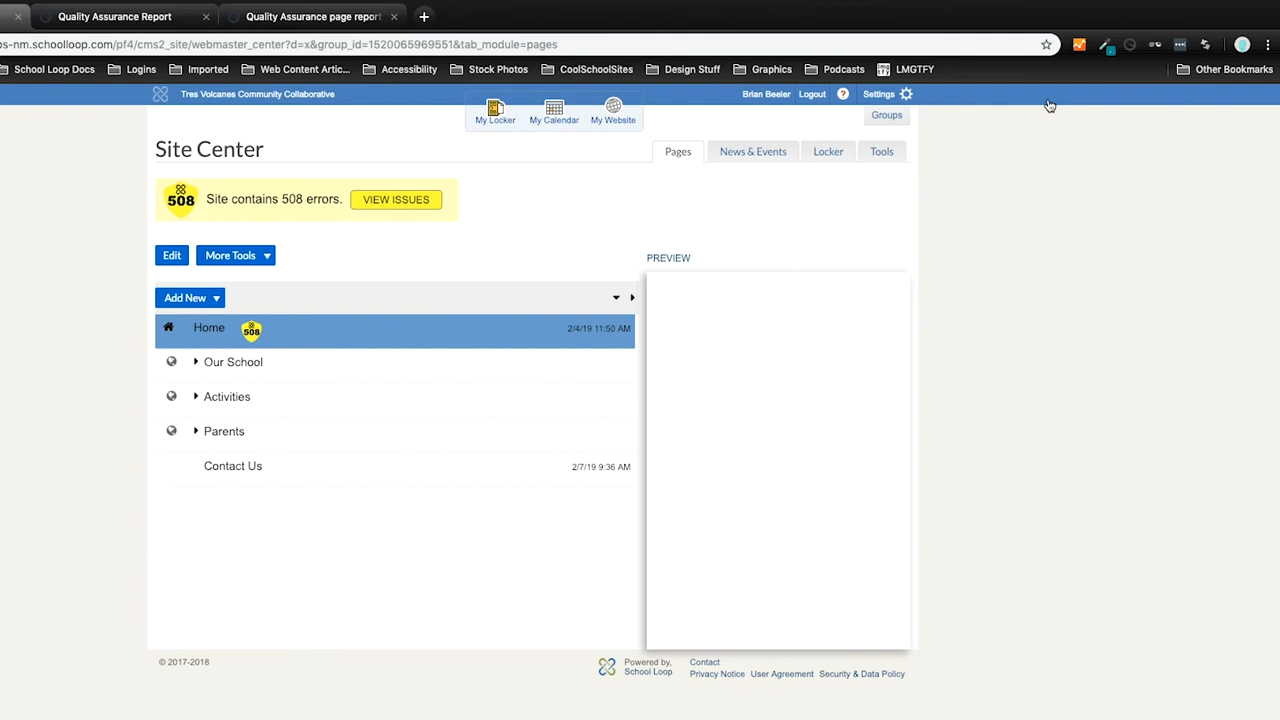 Quality Assurance Report
Quality Assurance page report
s-nm.schoolloop.com/pf4/cms2_site/webmaster_center?d=x&group_id=1520065969551&tab_module=pages
School Loop Docs
Logins
Imported
Web Content Artic...
Accessibility
Stock Photos
CoolSchoolSites
Design Stuff
Graphics
Podcasts
LMGTFY
Other Bookmarks
Tres Volcanes Community Collaborative
My Locker
My Calendar
My Website
Brian Beeler
Logout
?
Settings
Groups
Site Center
Pages
News & Events
Locker
Tools
508
Site contains 508 errors.
VIEW ISSUES
Edit
More Tools
PREVIEW
Add New
Home
508
2/4/19 11:50 AM
Our School
Activities
Parents
Contact Us
2/7/19 9:36 AM
© 2017-2018
Powered by,
School Loop
Contact
Privacy Notice User Agreement Security & Data Policy